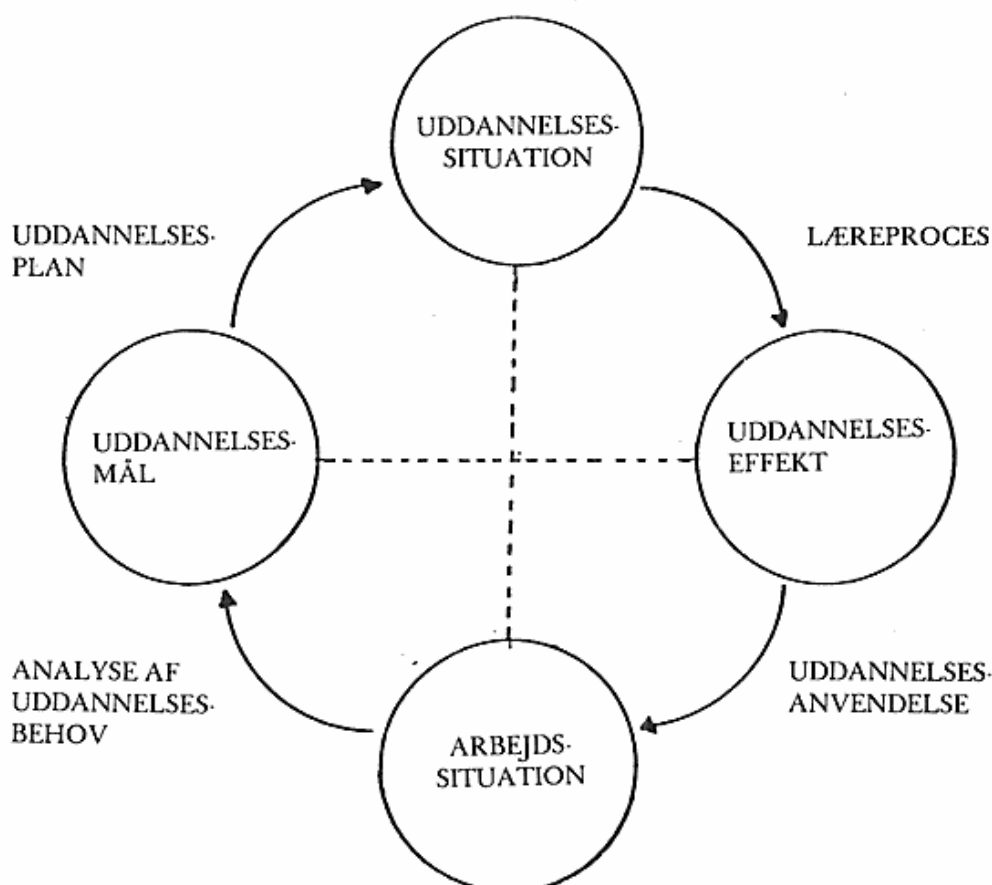 UDDANNELSES-
SITUATION
UDDANNELSES-
PLAN
LÆREPROCES
UDDANNELSES-
MÅL
UDDANNELSES-
EFFEKT
ANALYSE AF
UDDANNELSES-
BEHOV
UDDANNELSES-
ANVENDELSE
ARBEJDS-
SITUATION